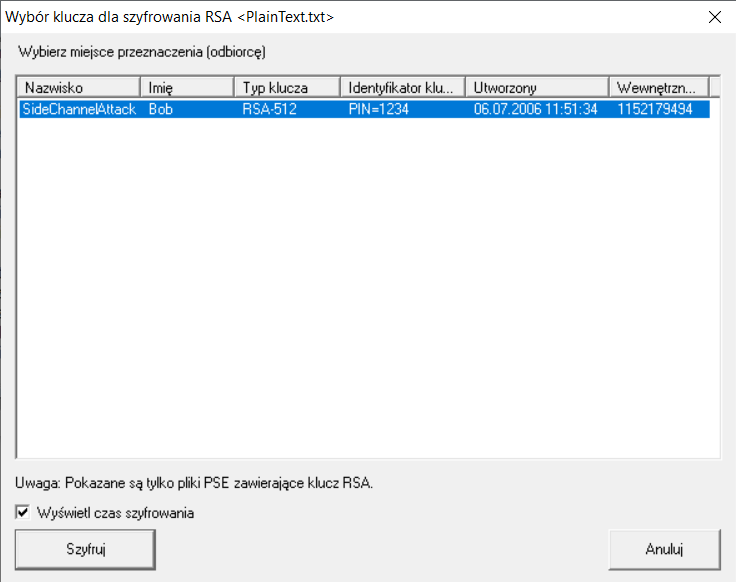 Wybór klucza dla szyfrowania RSA <PlainText.txt>
Wybierz miejsce przeznaczenia (odbiorcę)
Nazwisko Imię Typ klucza Identyfikator klu... Utworzony Wewnętrzn...
SideChannelAttack Bob RSA-512 PIN=1234 06.07.2006 11:51:34 1152179494
Uwaga: Pokazane są tylko pliki PSE zawierające klucz RSA.
Wyświetl czas szyfrowania
Szyfruj Anuluj